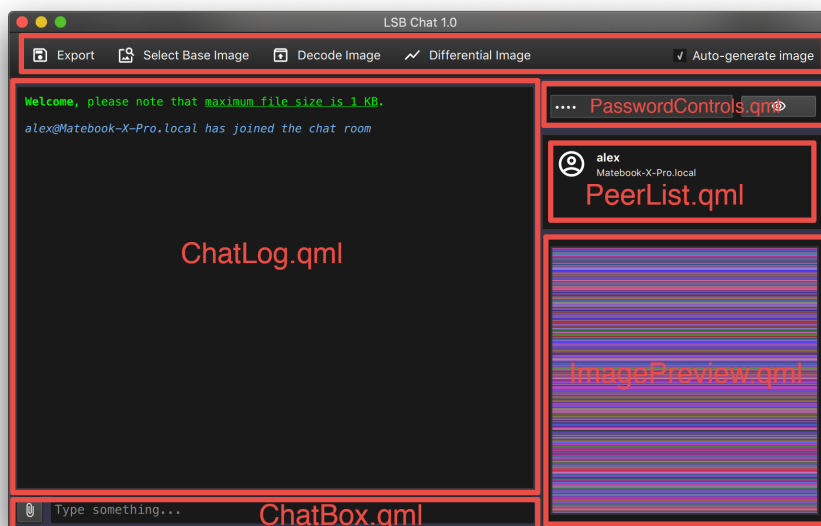 LSB Chat 1.0
Export Select Base Image Decode Image Differential Image Auto-generate image
Welcome, please note that maximum file size is 1 KB.
alex@Matebook-X-Pro.local has joined the chat room
ChatLog.qml
Type something...
ChatBox.qml
•••• PasswordControls.qml
alex
Matebook-X-Pro.local
PeerList.qml
ImagePreview.qml